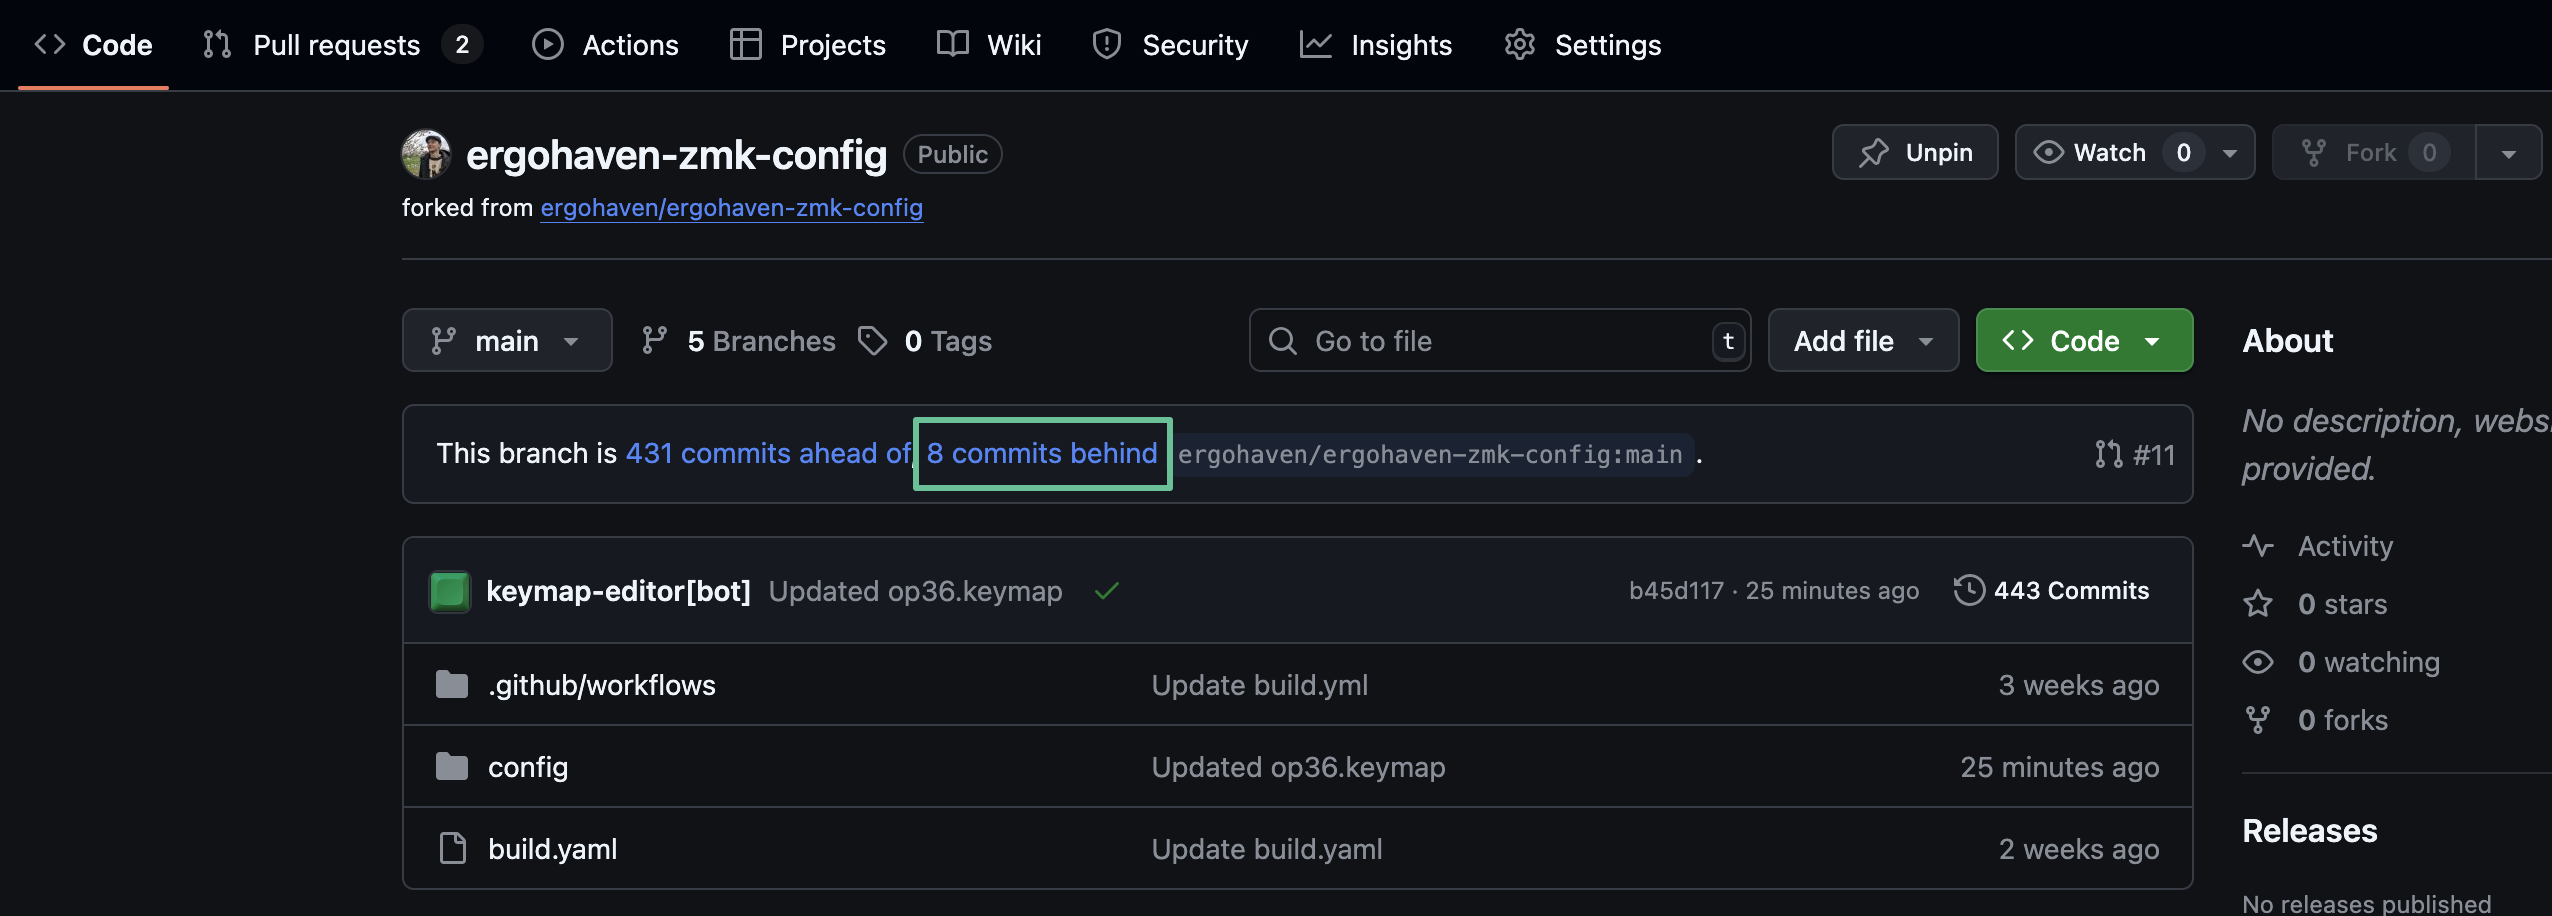 Code Pull requests 2 Actions Projects Wiki Security Insights Settings
ergohaven-zmk-config Public Unpin Watch 0 Fork 0
forked from ergohaven/ergohaven-zmk-config
main 5 Branches 0 Tags Go to file t Add file Code
This branch is 431 commits ahead of, 8 commits behind ergohaven/ergohaven-zmk-config:main . #11
keymap-editor[bot] Updated op36.keymap b45d117 · 25 minutes ago 443 Commits
.github/workflows Update build.yml 3 weeks ago
config Updated op36.keymap 25 minutes ago
build.yaml Update build.yaml 2 weeks ago
About
No description, webs
provided.
Activity
0 stars
0 watching
0 forks
Releases
No releases published